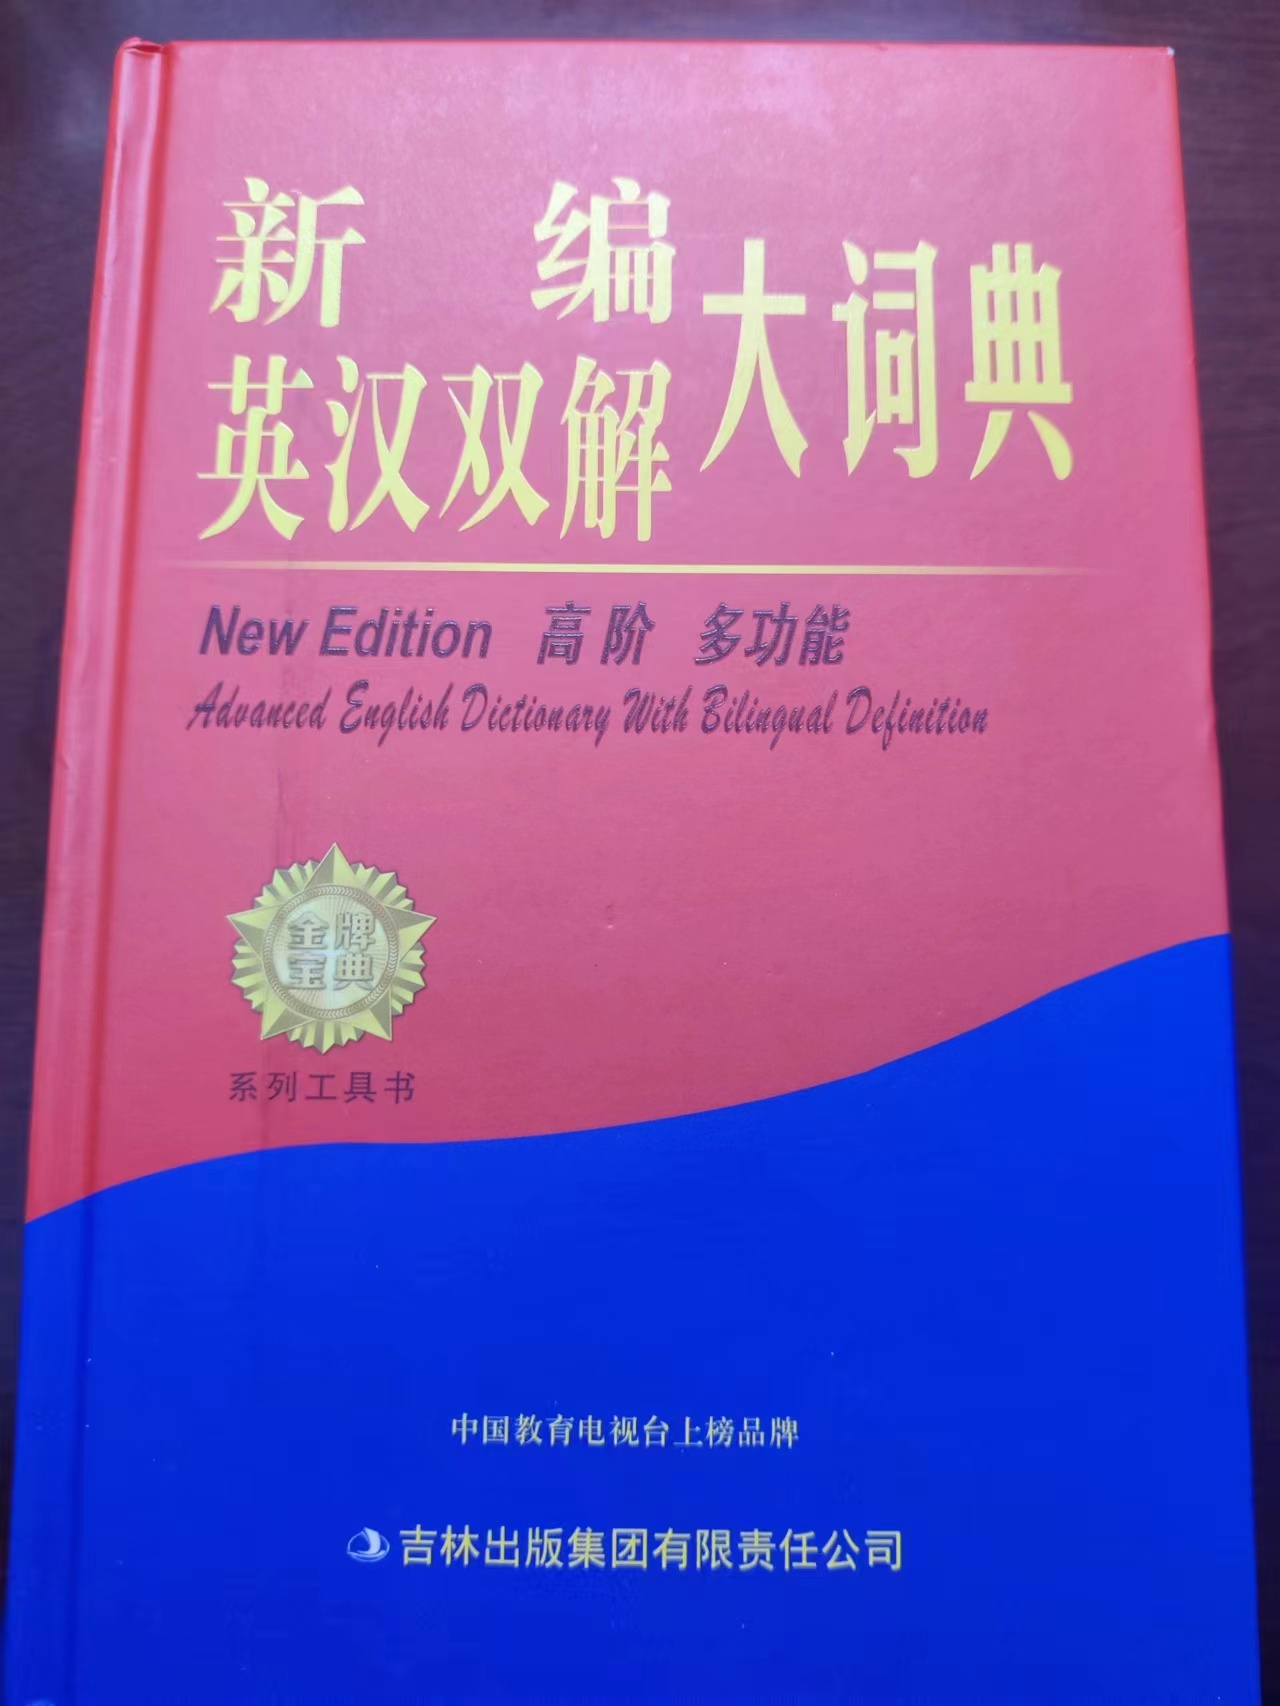 新编
英汉双解大词典
New Edition 高阶 多功能
Advanced English Dictionary With Bilingual Definition
金牌
宝典
系列工具书
中国教育电视台上榜品牌
吉林出版集团有限责任公司